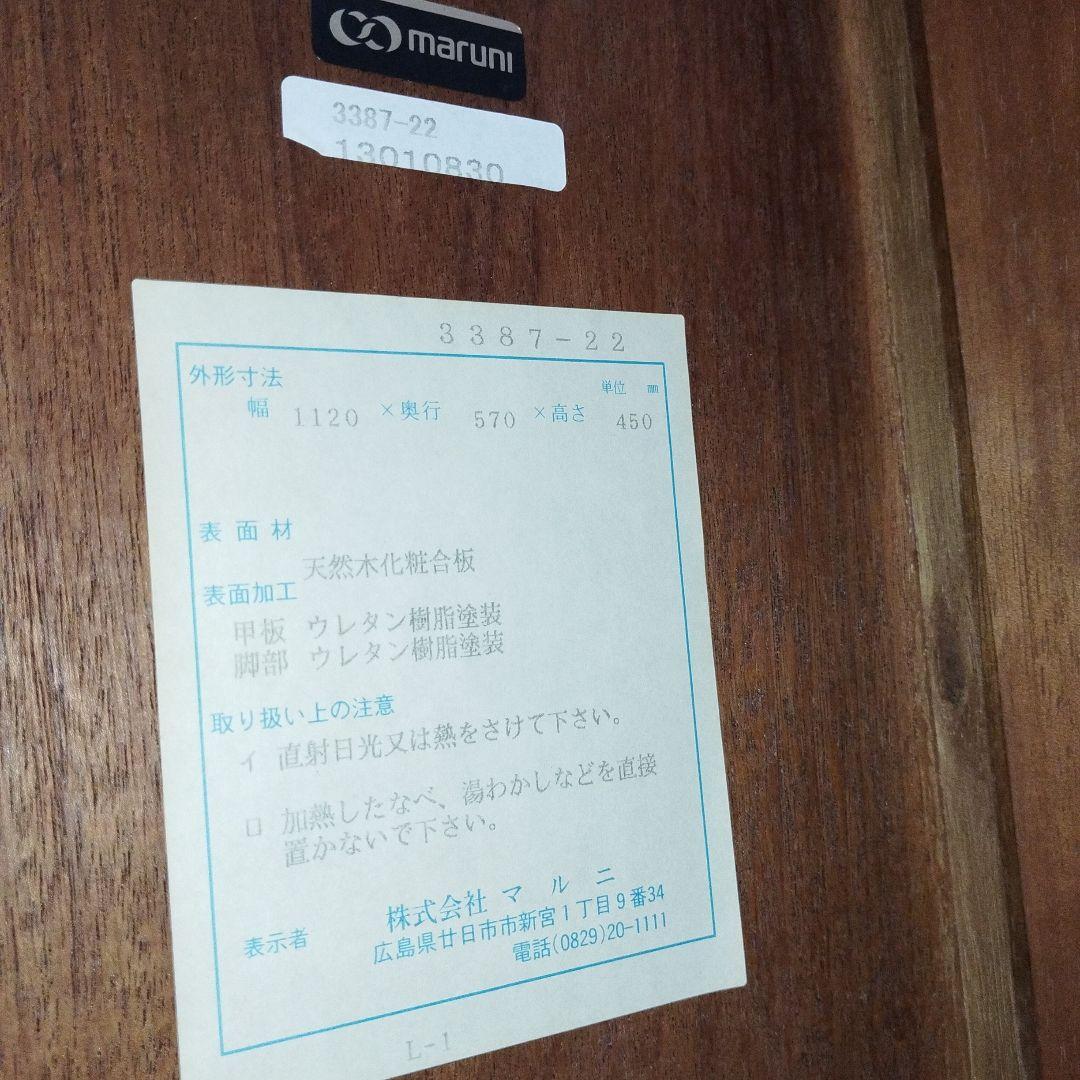 maruni
3387-22
13010830
3387-22
外形寸法
単位 ㎜
幅 1120 ×奥行 570 ×高さ 450
表面材
天然木化粧合板
表面加工
甲板 ウレタン樹脂塗装
脚部 ウレタン樹脂塗装
取り扱い上の注意
イ 直射日光又は熱をさけて下さい。
ロ 加熱したなべ、湯わかしなどを直接
置かないで下さい。
株式会社 マルニ
表示者 広島県廿日市市新宮1丁目9番34
電話(0829)20-1111
L-1